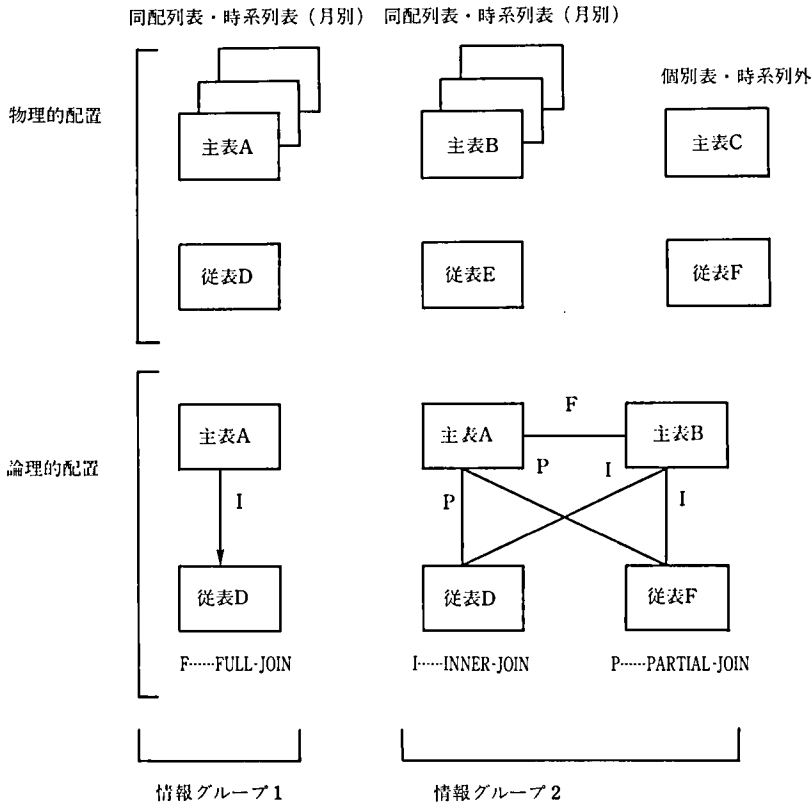 同配列表・時系列表（月別）
同配列表・時系列表（月別）
個別表・時系列外
物理的配置
主表A
主表B
主表C
従表D
従表E
従表F
論理的配置
主表A
F
主表B
I
P
P
I
I
従表D
従表D
従表F
F……FULL-JOIN
I……INNER-JOIN
P……PARTIAL-JOIN
情報グループ1
情報グループ2